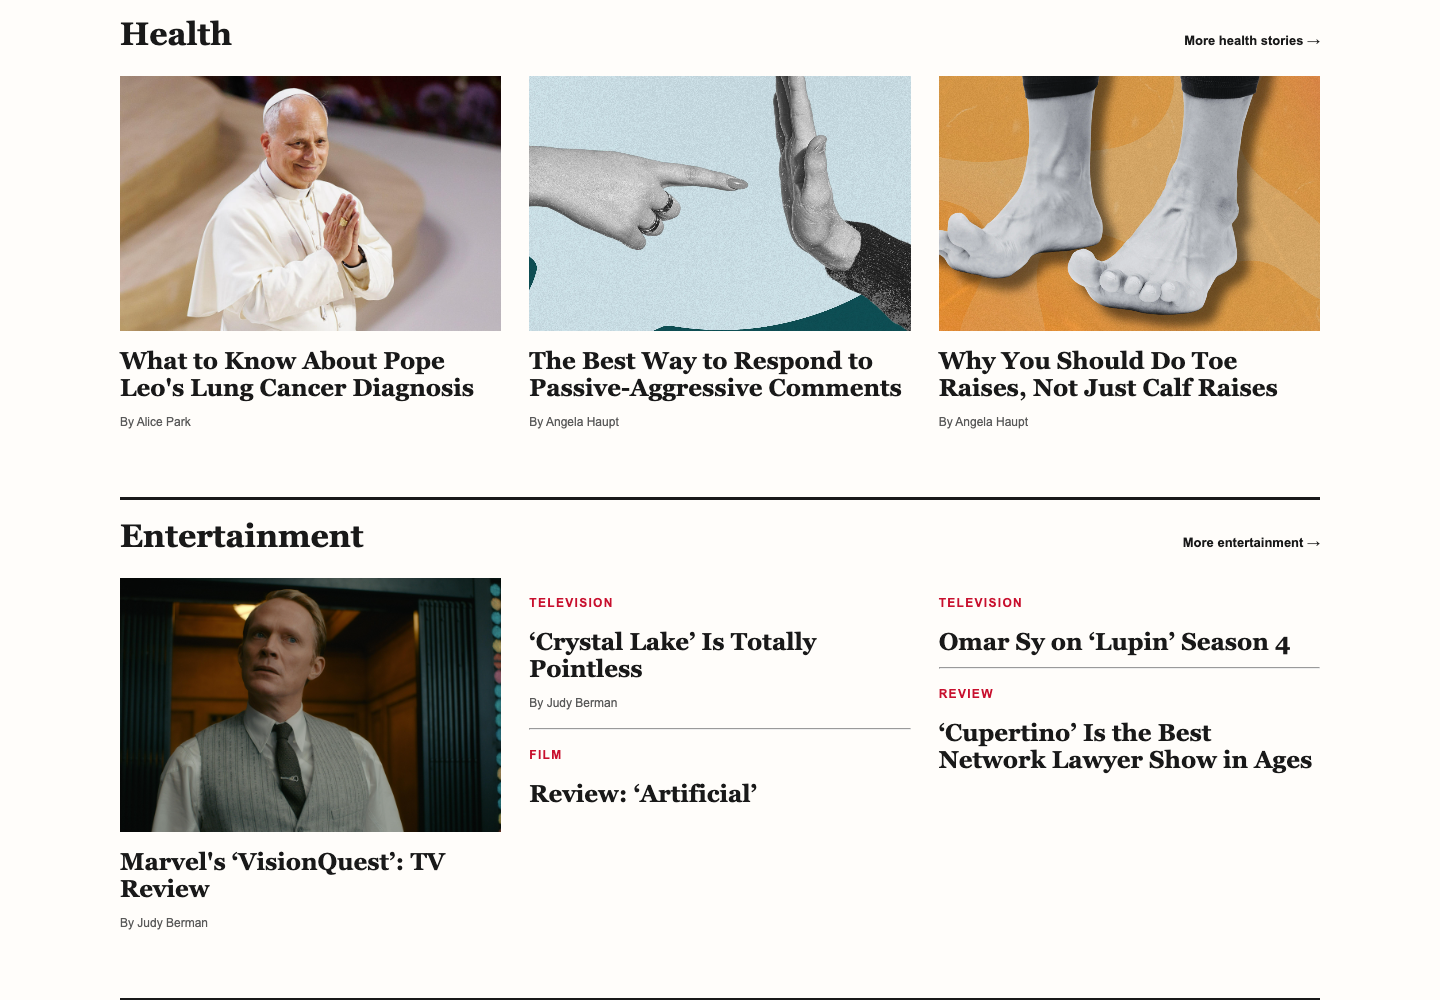 Health
More health stories →
What to Know About Pope
Leo's Lung Cancer Diagnosis
By Alice Park
The Best Way to Respond to
Passive-Aggressive Comments
By Angela Haupt
Why You Should Do Toe
Raises, Not Just Calf Raises
By Angela Haupt
Entertainment
More entertainment →
Marvel's ‘VisionQuest’: TV
Review
By Judy Berman
TELEVISION
‘Crystal Lake’ Is Totally
Pointless
By Judy Berman
FILM
Review: ‘Artificial’
TELEVISION
Omar Sy on ‘Lupin’ Season 4
REVIEW
‘Cupertino’ Is the Best
Network Lawyer Show in Ages